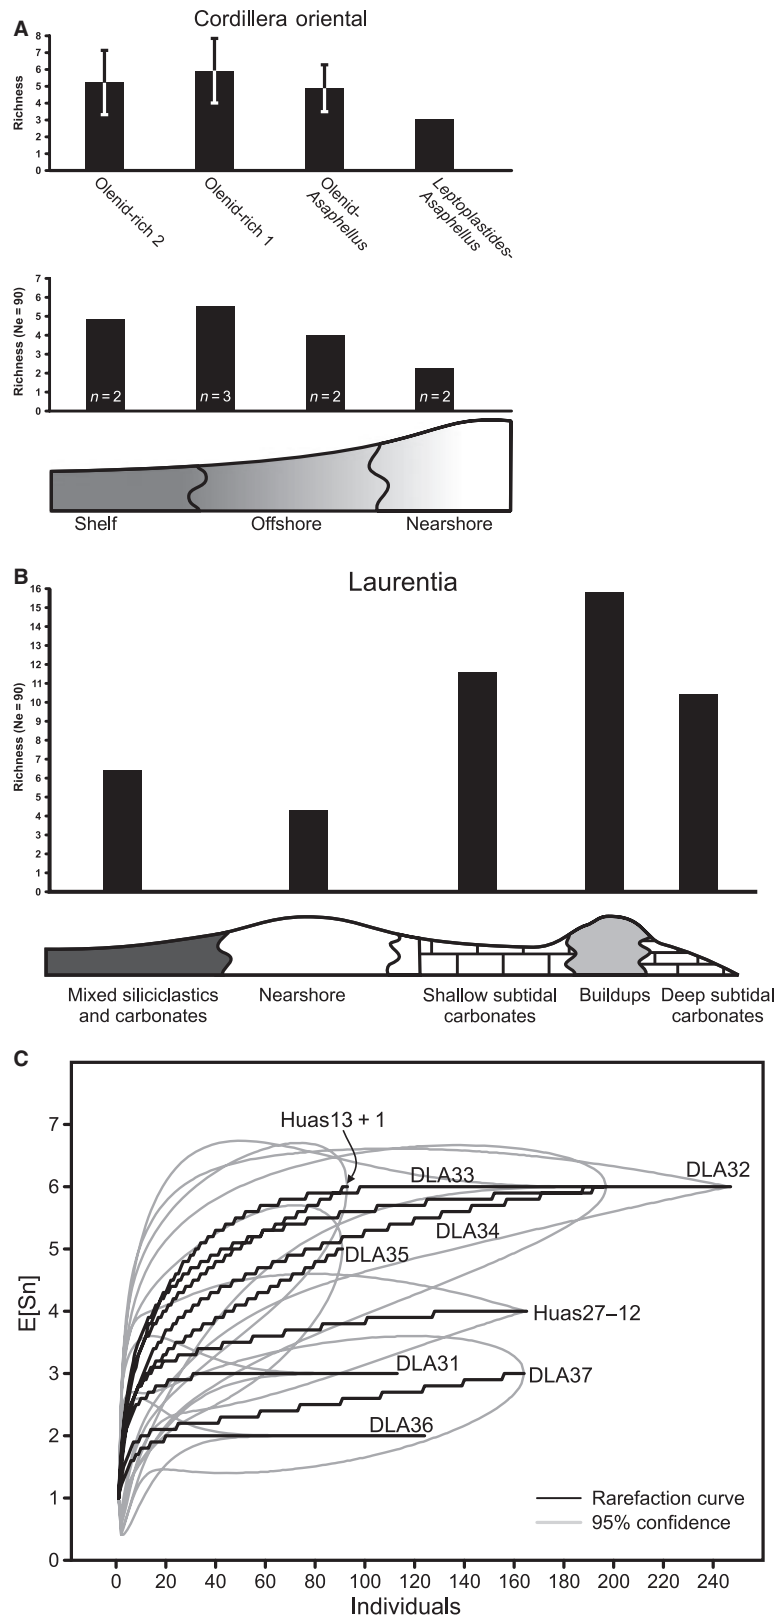 A
Cordillera oriental
Richness
8
7
6
5
4
3
2
1
0
Olenid-rich 2
Olenid-rich 1
Olenid-
Asaphellus
Leptoplastides-
Asaphellus
Richness (Ne = 90)
7
6
5
4
3
2
1
0
n = 2
n = 3
n = 2
n = 2
Shelf
Offshore
Nearshore
B
Laurentia
Richness (Ne = 90)
16
15
14
13
12
11
10
9
8
7
6
5
4
3
2
1
0
Mixed siliciclastics
and carbonates
Nearshore
Shallow subtidal
carbonates
Buildups
Deep subtidal
carbonates
C
E[Sn]
7
6
5
4
3
2
1
0
Huas13 + 1
DLA33
DLA32
DLA34
DLA35
Huas27–12
DLA31
DLA37
DLA36
Rarefaction curve
95% confidence
0 20 40 60 80 100 120 140 160 180 200 220 240
Individuals